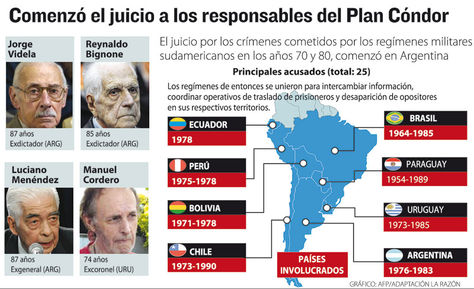 Comenzó el juicio a los responsables del Plan Cóndor
Jorge
Videla
87 años
Exdictador (ARG)
Reynaldo
Bignone
85 años
Exdictador (ARG)
Luciano
Menéndez
87 años
Exgeneral (ARG)
Manuel
Cordero
74 años
Excoronel (URU)
El juicio por los crímenes cometidos por los regímenes militares
sudamericanos en los años 70 y 80, comenzó en Argentina
Principales acusados (total: 25)
Los regímenes de entonces se unieron para intercambiar información,
coordinar operativos de traslado de prisioneros y desaparición de opositores
en sus respectivos territorios.
ECUADOR
1978
PERÚ
1975-1978
BOLIVIA
1971-1978
CHILE
1973-1990
BRASIL
1964-1985
PARAGUAY
1954-1989
URUGUAY
1973-1985
ARGENTINA
1976-1983
PAÍSES
INVOLUCRADOS
GRÁFICO: AFP/ADAPTACIÓN LA RAZÓN